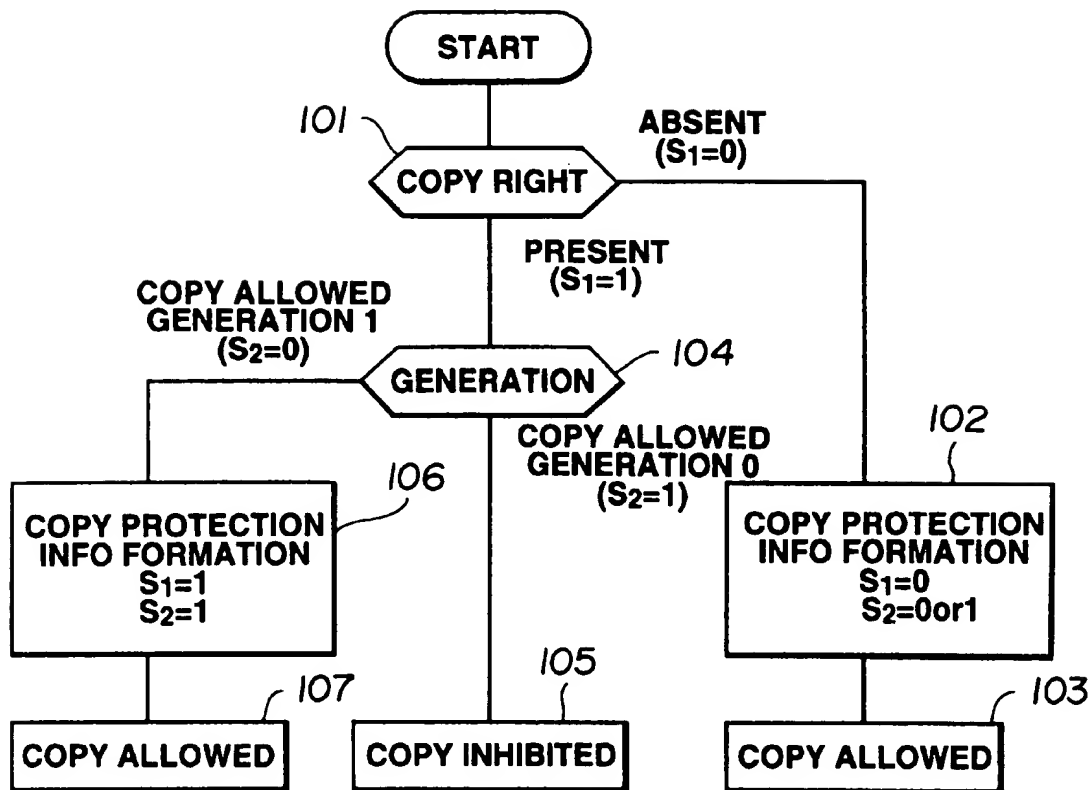 START
101
ABSENT
(S1=0)
COPY RIGHT
PRESENT
(S1=1)
COPY ALLOWED
GENERATION 1
(S2=0)
104
GENERATION
COPY ALLOWED
GENERATION 0
(S2=1)
102
106
COPY PROTECTION
INFO FORMATION
S1=1
S2=1
COPY PROTECTION
INFO FORMATION
S1=0
S2=0or1
107
105
103
COPY ALLOWED
COPY INHIBITED
COPY ALLOWED